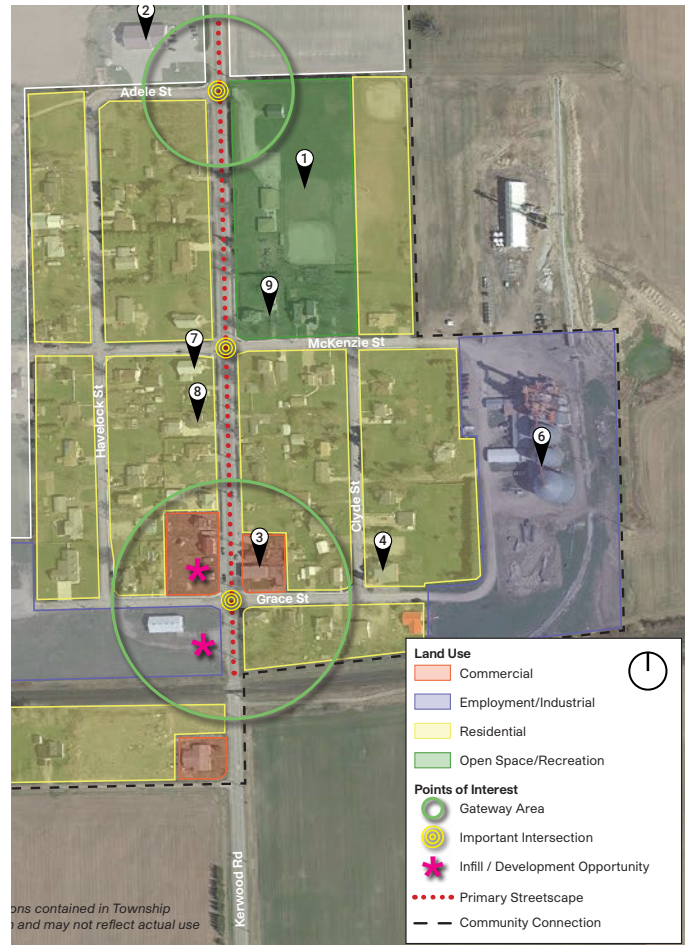 2
Adele St
1
9
7
McKenzie St
8
Havelock St
6
Clyde St
3
4
Grace St
Land Use
Commercial
Employment/Industrial
Residential
Open Space/Recreation
Points of Interest
Gateway Area
Important Intersection
Infill / Development Opportunity
Primary Streetscape
Community Connection
Kerwood Rd
ons contained in Township
and may not reflect actual use